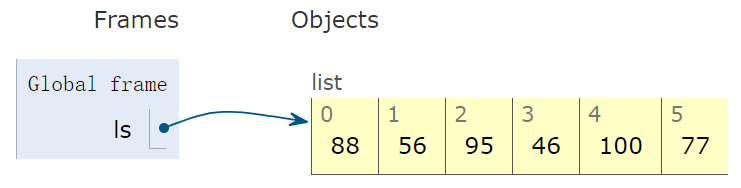 Frames Objects
Global frame
ls
list
0 1 2 3 4 5
88 56 95 46 100 77